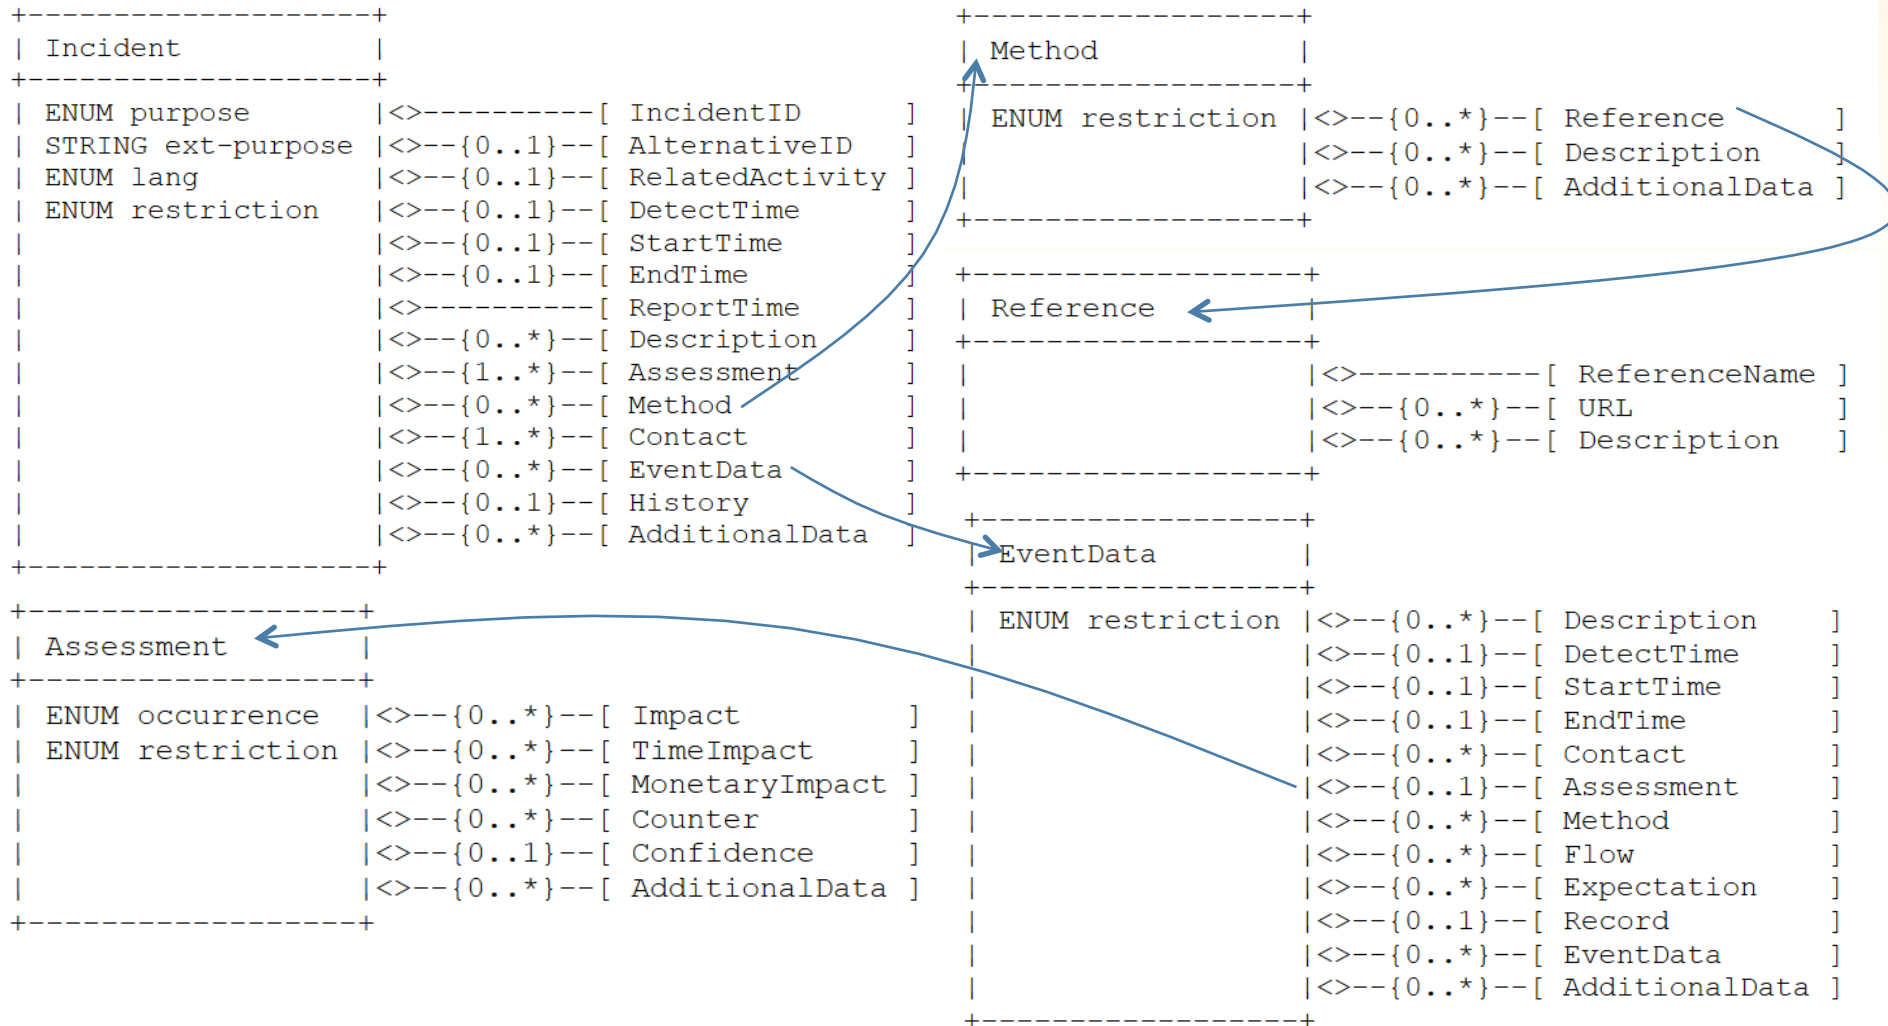 +-------------------+
| Incident          |
+-------------------+
| ENUM purpose      |<>----------[ IncidentID      ]
| STRING ext-purpose |<>--{0..1}--[ AlternativeID   ]
| ENUM lang         |<>--{0..1}--[ RelatedActivity ]
| ENUM restriction  |<>--{0..1}--[ DetectTime      ]
|                   |<>--{0..1}--[ StartTime       ]
|                   |<>--{0..1}--[ EndTime         ]
|                   |<>----------[ ReportTime      ]
|                   |<>--{0..*}--[ Description     ]
|                   |<>--{1..*}--[ Assessment      ]
|                   |<>--{0..*}--[ Method          ]
|                   |<>--{1..*}--[ Contact         ]
|                   |<>--{0..*}--[ EventData       ]
|                   |<>--{0..1}--[ History         ]
|                   |<>--{0..*}--[ AdditionalData  ]
+-------------------+
+------------------+
| Assessment       |
+------------------+
| ENUM occurrence  |<>--{0..*}--[ Impact         ]
| ENUM restriction |<>--{0..*}--[ TimeImpact     ]
|                  |<>--{0..*}--[ MonetaryImpact ]
|                  |<>--{0..*}--[ Counter        ]
|                  |<>--{0..1}--[ Confidence     ]
|                  |<>--{0..*}--[ AdditionalData ]
+------------------+
+------------------+
| Method           |
+------------------+
| ENUM restriction |<>--{0..*}--[ Reference      ]
|                  |<>--{0..*}--[ Description    ]
|                  |<>--{0..*}--[ AdditionalData ]
+------------------+
+------------------+
| Reference        |
+------------------+
|                  |<>----------[ ReferenceName ]
|                  |<>--{0..*}--[ URL           ]
|                  |<>--{0..*}--[ Description   ]
+------------------+
+------------------+
| EventData        |
+------------------+
| ENUM restriction |<>--{0..*}--[ Description    ]
|                  |<>--{0..1}--[ DetectTime     ]
|                  |<>--{0..1}--[ StartTime      ]
|                  |<>--{0..1}--[ EndTime        ]
|                  |<>--{0..*}--[ Contact        ]
|                  |<>--{0..1}--[ Assessment     ]
|                  |<>--{0..*}--[ Method         ]
|                  |<>--{0..*}--[ Flow           ]
|                  |<>--{0..*}--[ Expectation    ]
|                  |<>--{0..1}--[ Record         ]
|                  |<>--{0..*}--[ EventData      ]
|                  |<>--{0..*}--[ AdditionalData ]
+------------------+